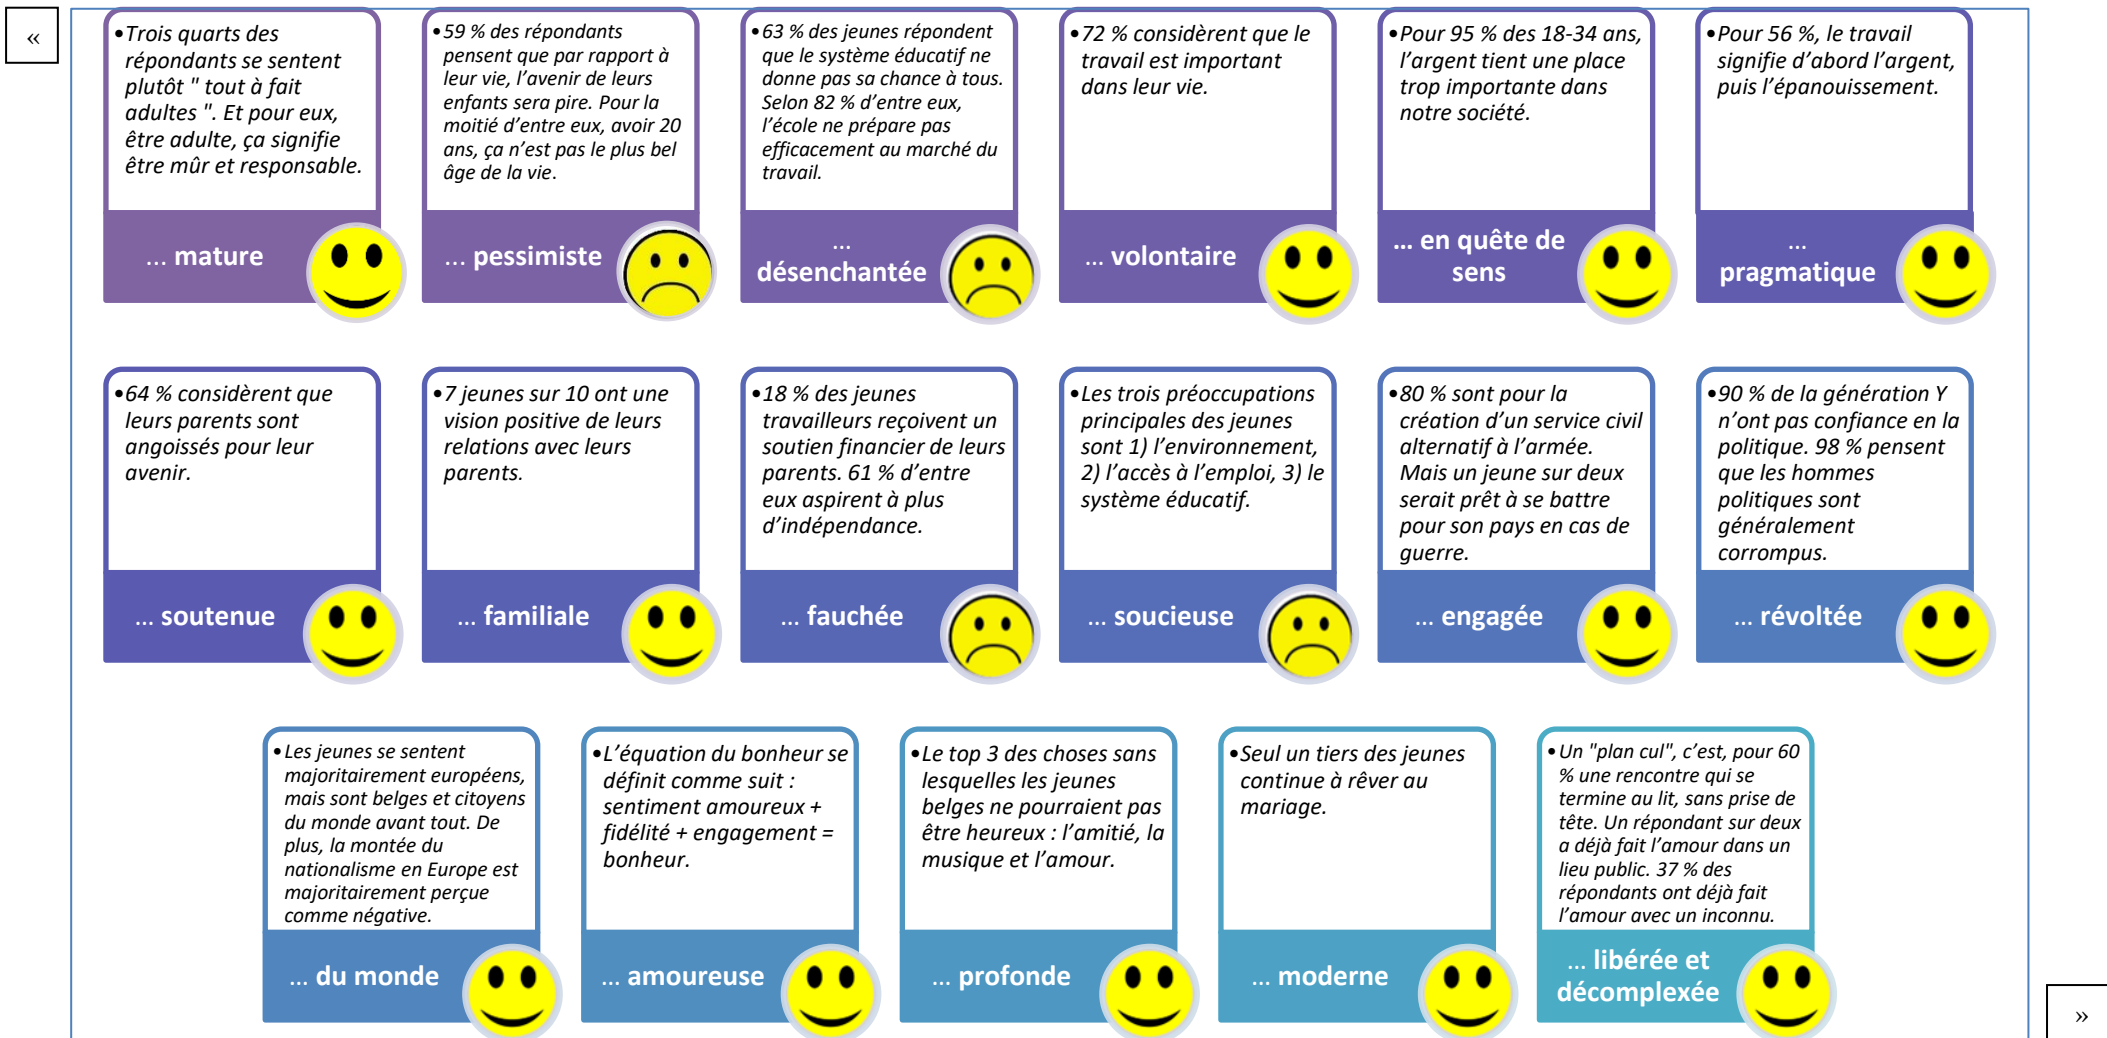 «
•Trois quarts des
répondants se sentent
plutôt " tout à fait
adultes ". Et pour eux,
être adulte, ça signifie
être mûr et responsable.
... mature
•59 % des répondants
pensent que par rapport à
leur vie, l’avenir de leurs
enfants sera pire. Pour la
moitié d’entre eux, avoir 20
ans, ça n’est pas le plus bel
âge de la vie.
... pessimiste
•63 % des jeunes répondent
que le système éducatif ne
donne pas sa chance à tous.
Selon 82 % d’entre eux,
l’école ne prépare pas
efficacement au marché du
travail.
...
désenchantée
•72 % considèrent que le
travail est important
dans leur vie.
... volontaire
•Pour 95 % des 18-34 ans,
l’argent tient une place
trop importante dans
notre société.
... en quête de
sens
•Pour 56 %, le travail
signifie d’abord l’argent,
puis l’épanouissement.
...
pragmatique
•64 % considèrent que
leurs parents sont
angoissés pour leur
avenir.
... soutenue
•7 jeunes sur 10 ont une
vision positive de leurs
relations avec leurs
parents.
... familiale
•18 % des jeunes
travailleurs reçoivent un
soutien financier de leurs
parents. 61 % d’entre
eux aspirent à plus
d’indépendance.
... fauchée
•Les trois préoccupations
principales des jeunes
sont 1) l’environnement,
2) l’accès à l’emploi, 3) le
système éducatif.
... soucieuse
•80 % sont pour la
création d’un service civil
alternatif à l’armée.
Mais un jeune sur deux
serait prêt à se battre
pour son pays en cas de
guerre.
... engagée
•90 % de la génération Y
n’ont pas confiance en la
politique. 98 % pensent
que les hommes
politiques sont
généralement
corrompus.
... révoltée
•Les jeunes se sentent
majoritairement européens,
mais sont belges et citoyens
du monde avant tout. De
plus, la montée du
nationalisme en Europe est
majoritairement perçue
comme négative.
... du monde
•L’équation du bonheur se
définit comme suit :
sentiment amoureux +
fidélité + engagement =
bonheur.
... amoureuse
•Le top 3 des choses sans
lesquelles les jeunes
belges ne pourraient pas
être heureux : l’amitié, la
musique et l’amour.
... profonde
•Seul un tiers des jeunes
continue à rêver au
mariage.
... moderne
•Un "plan cul", c’est, pour 60
% une rencontre qui se
termine au lit, sans prise de
tête. Un répondant sur deux
a déjà fait l’amour dans un
lieu public. 37 % des
répondants ont déjà fait
l’amour avec un inconnu.
... libérée et
décomplexée
»